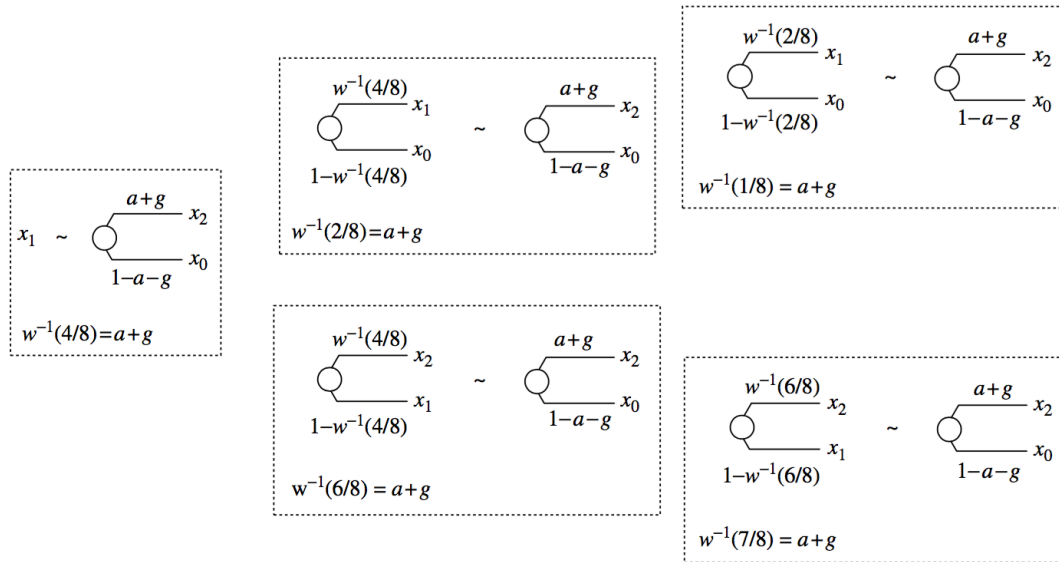 x₁ ~ a+g x₂
x₀
1−a−g
w⁻¹(4/8)=a+g
w⁻¹(4/8)
x₁
x₀
1−w⁻¹(4/8)
~
a+g
x₂
x₀
1−a−g
w⁻¹(2/8)=a+g
w⁻¹(2/8)
x₁
x₀
1−w⁻¹(2/8)
~
a+g
x₂
x₀
1−a−g
w⁻¹(1/8) = a+g
w⁻¹(4/8)
x₂
x₁
1−w⁻¹(4/8)
~
a+g
x₂
x₀
1−a−g
w⁻¹(6/8) = a+g
w⁻¹(6/8)
x₂
x₁
1−w⁻¹(6/8)
~
a+g
x₂
x₀
1−a−g
w⁻¹(7/8) = a+g